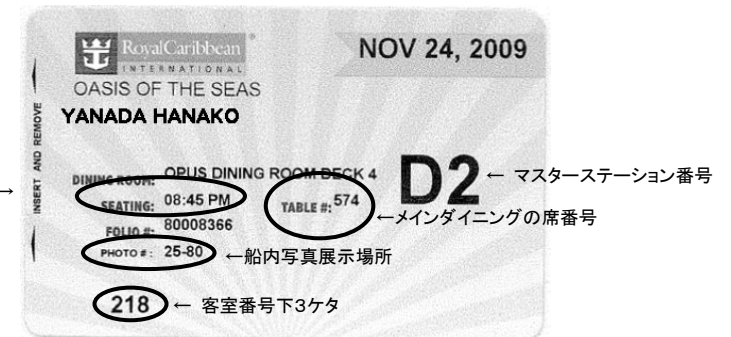 RoyalCaribbean
INTERNATIONAL
NOV 24, 2009
OASIS OF THE SEAS
YANADA HANAKO
INSERT AND REMOVE
DINING ROOM: OPUS DINING ROOM DECK 4
D2
← マスターステーション番号
→
SEATING: 08:45 PM
TABLE #: 574
←メインダイニングの席番号
FOLIO #: 80008366
PHOTO #: 25-80
←船内写真展示場所
218
← 客室番号下3ケタ